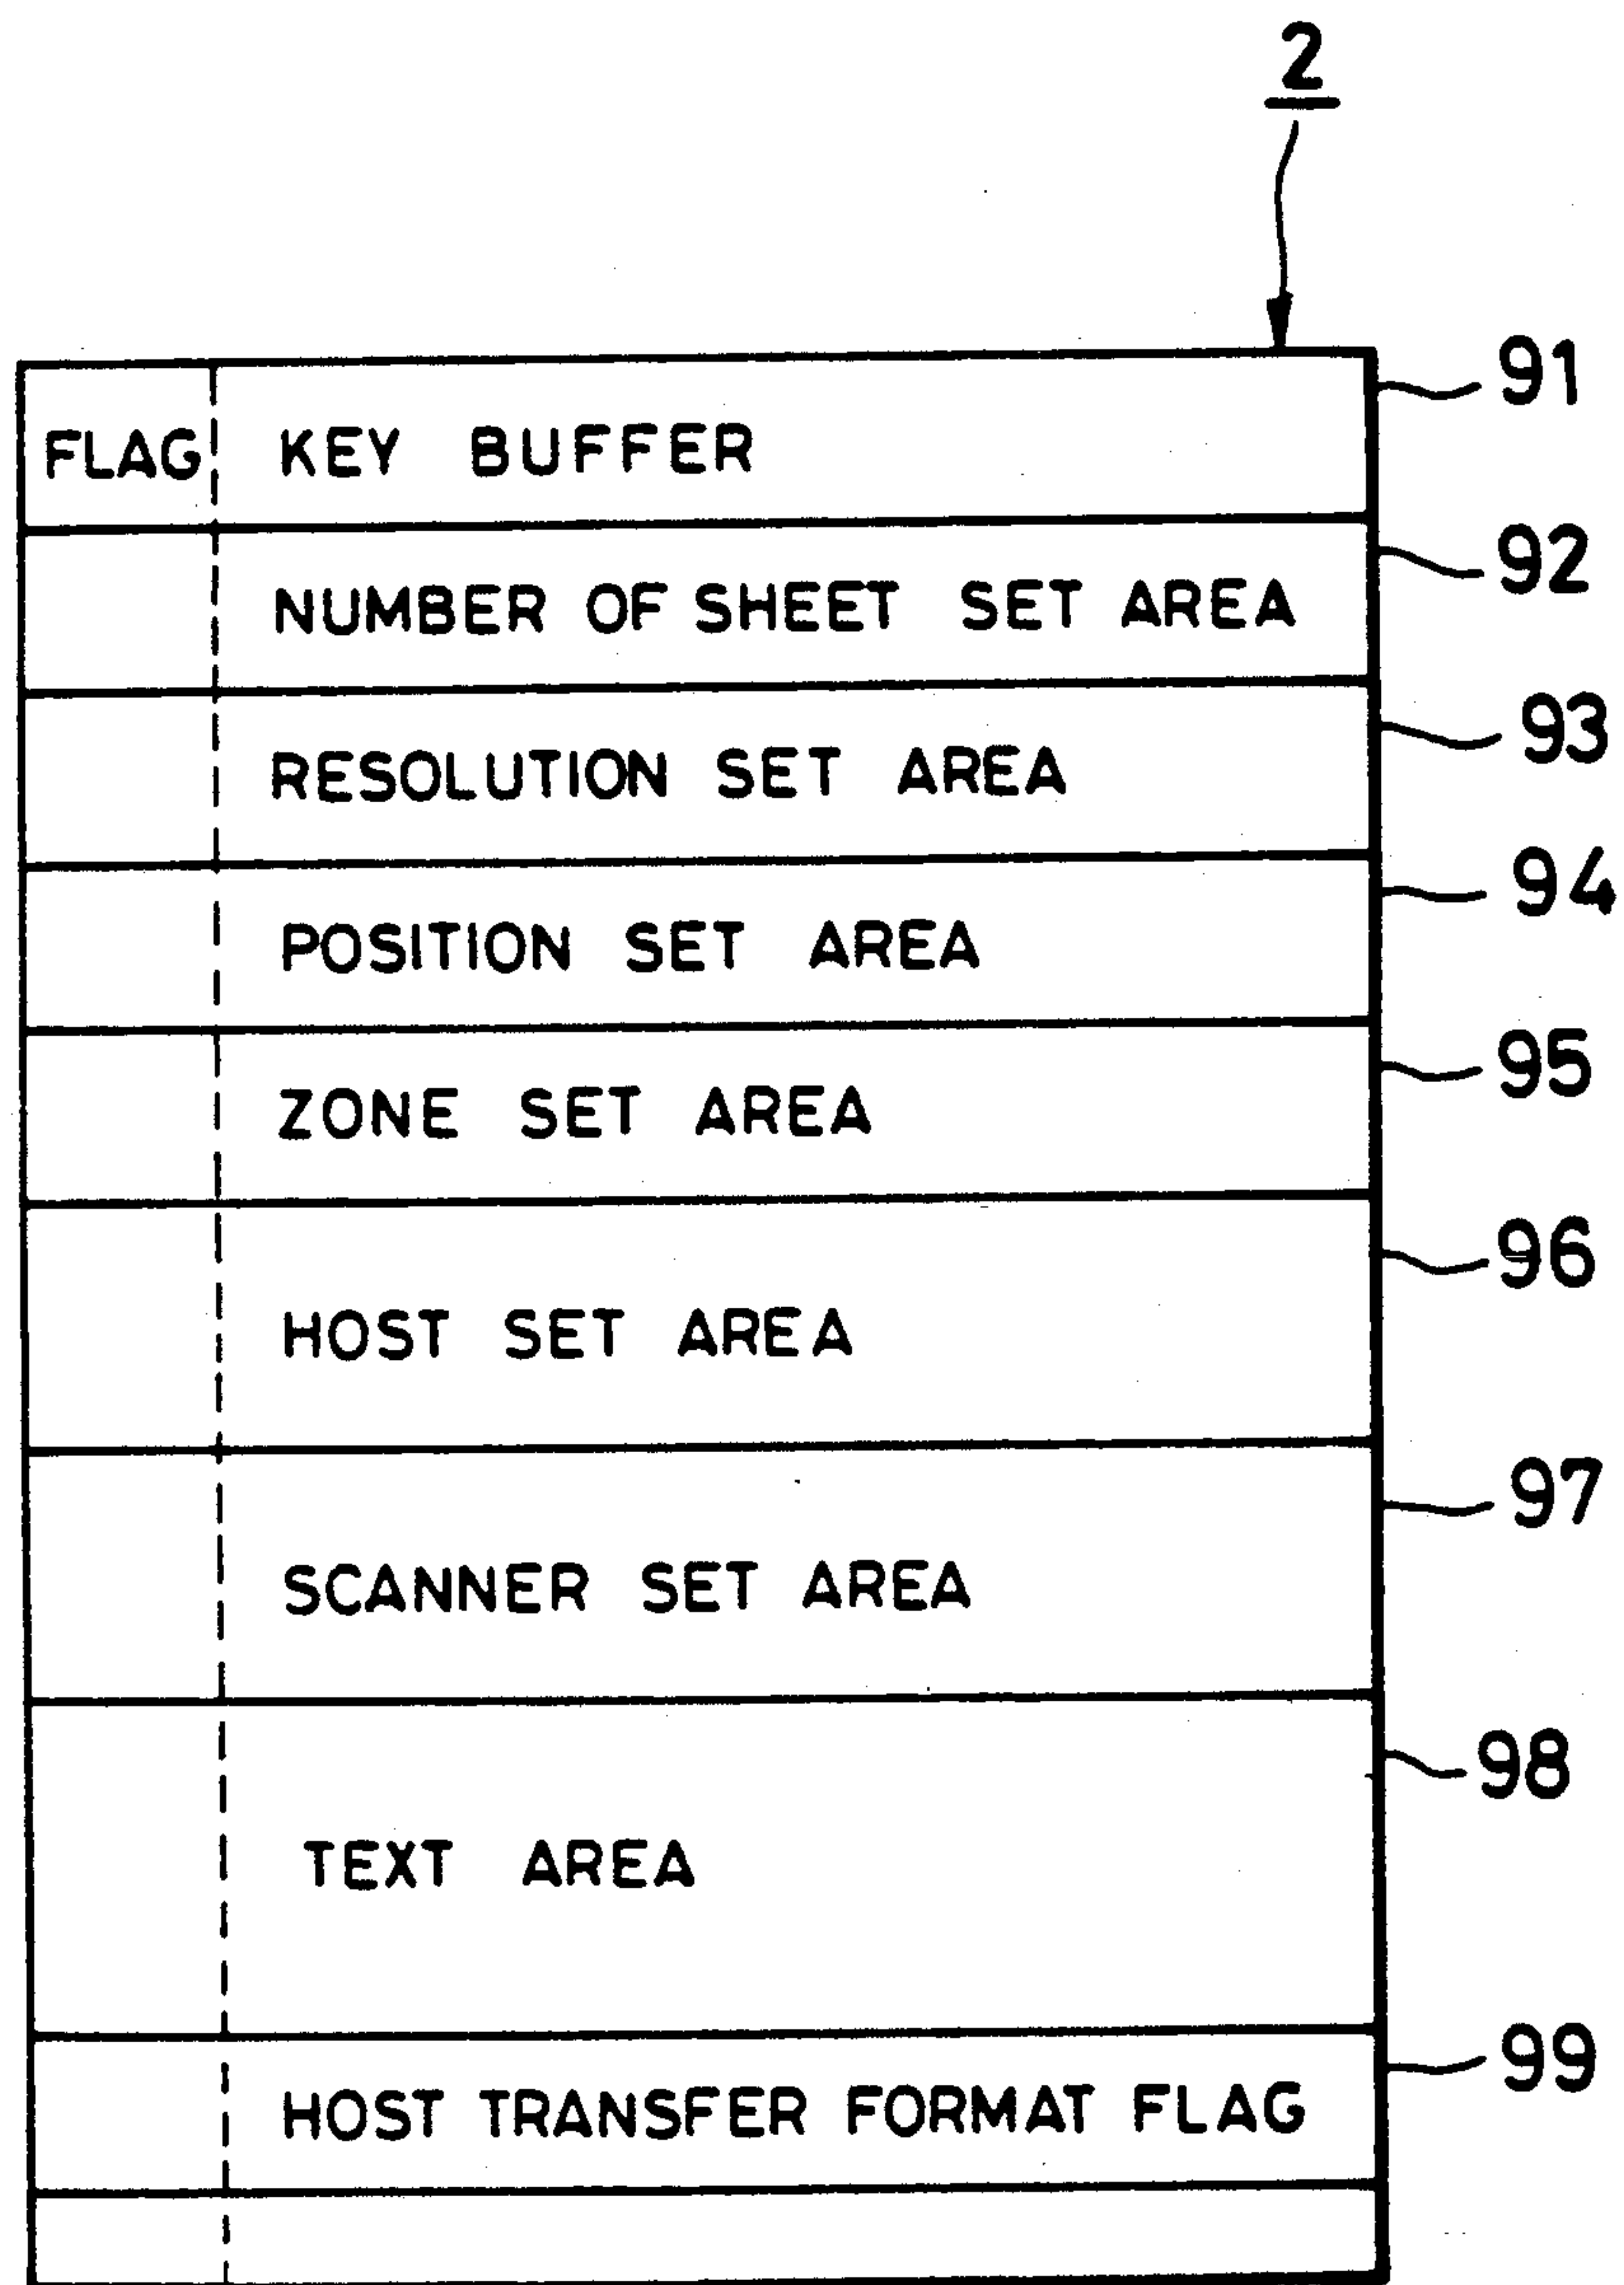 2
FLAG KEY BUFFER 91
NUMBER OF SHEET SET AREA 92
RESOLUTION SET AREA 93
POSITION SET AREA 94
ZONE SET AREA 95
HOST SET AREA 96
SCANNER SET AREA 97
TEXT AREA 98
HOST TRANSFER FORMAT FLAG 99